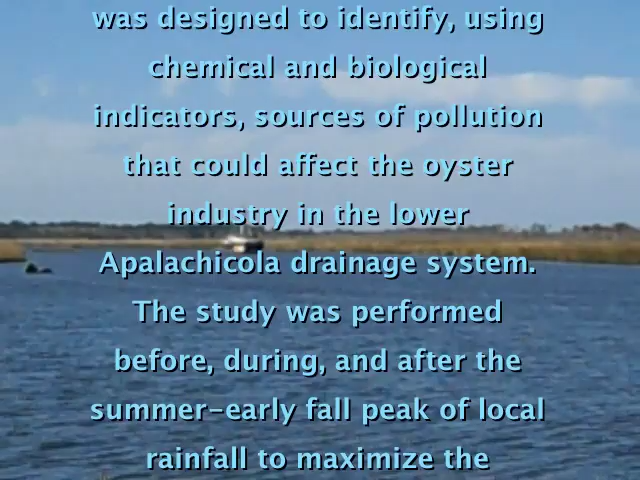 was designed to identify, using
chemical and biological
indicators, sources of pollution
that could affect the oyster
industry in the lower
Apalachicola drainage system.
The study was performed
before, during, and after the
summer-early fall peak of local
rainfall to maximize the